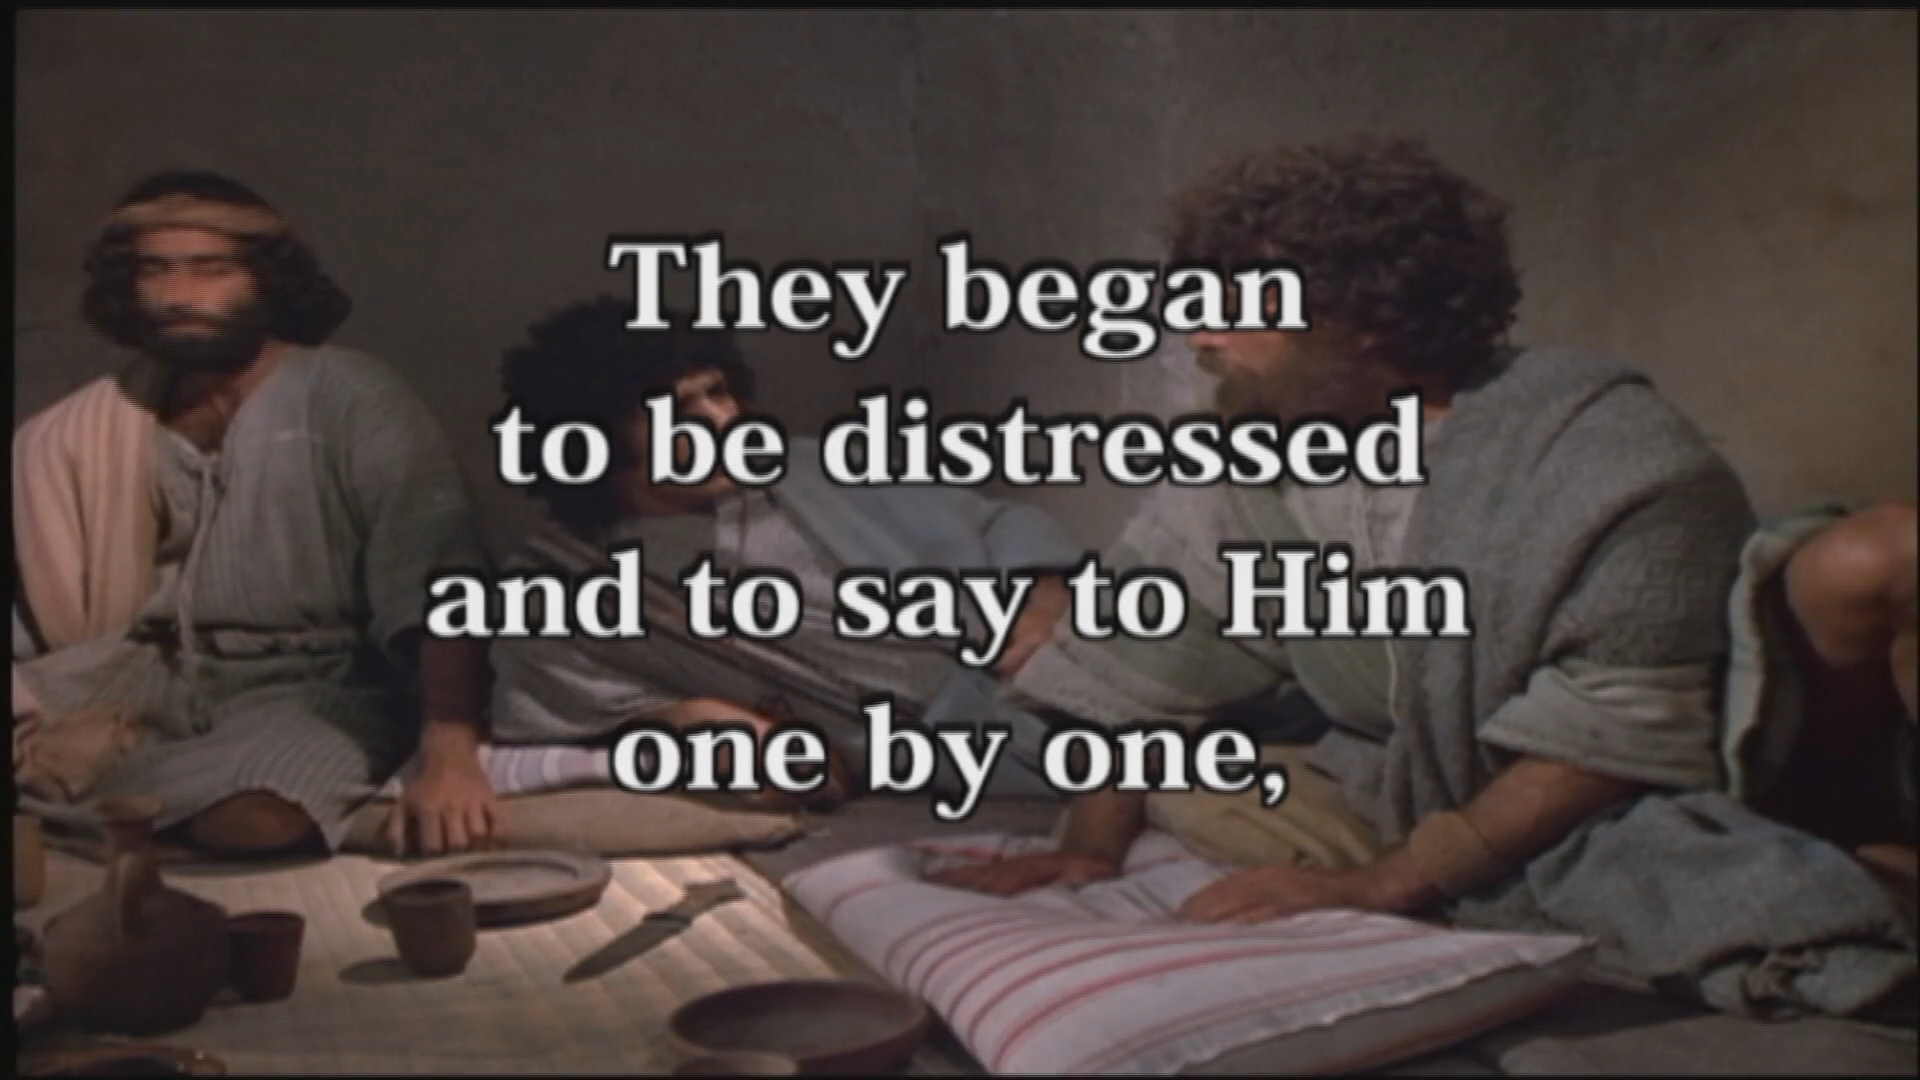 They began
to be distressed
and to say to Him
one by one,